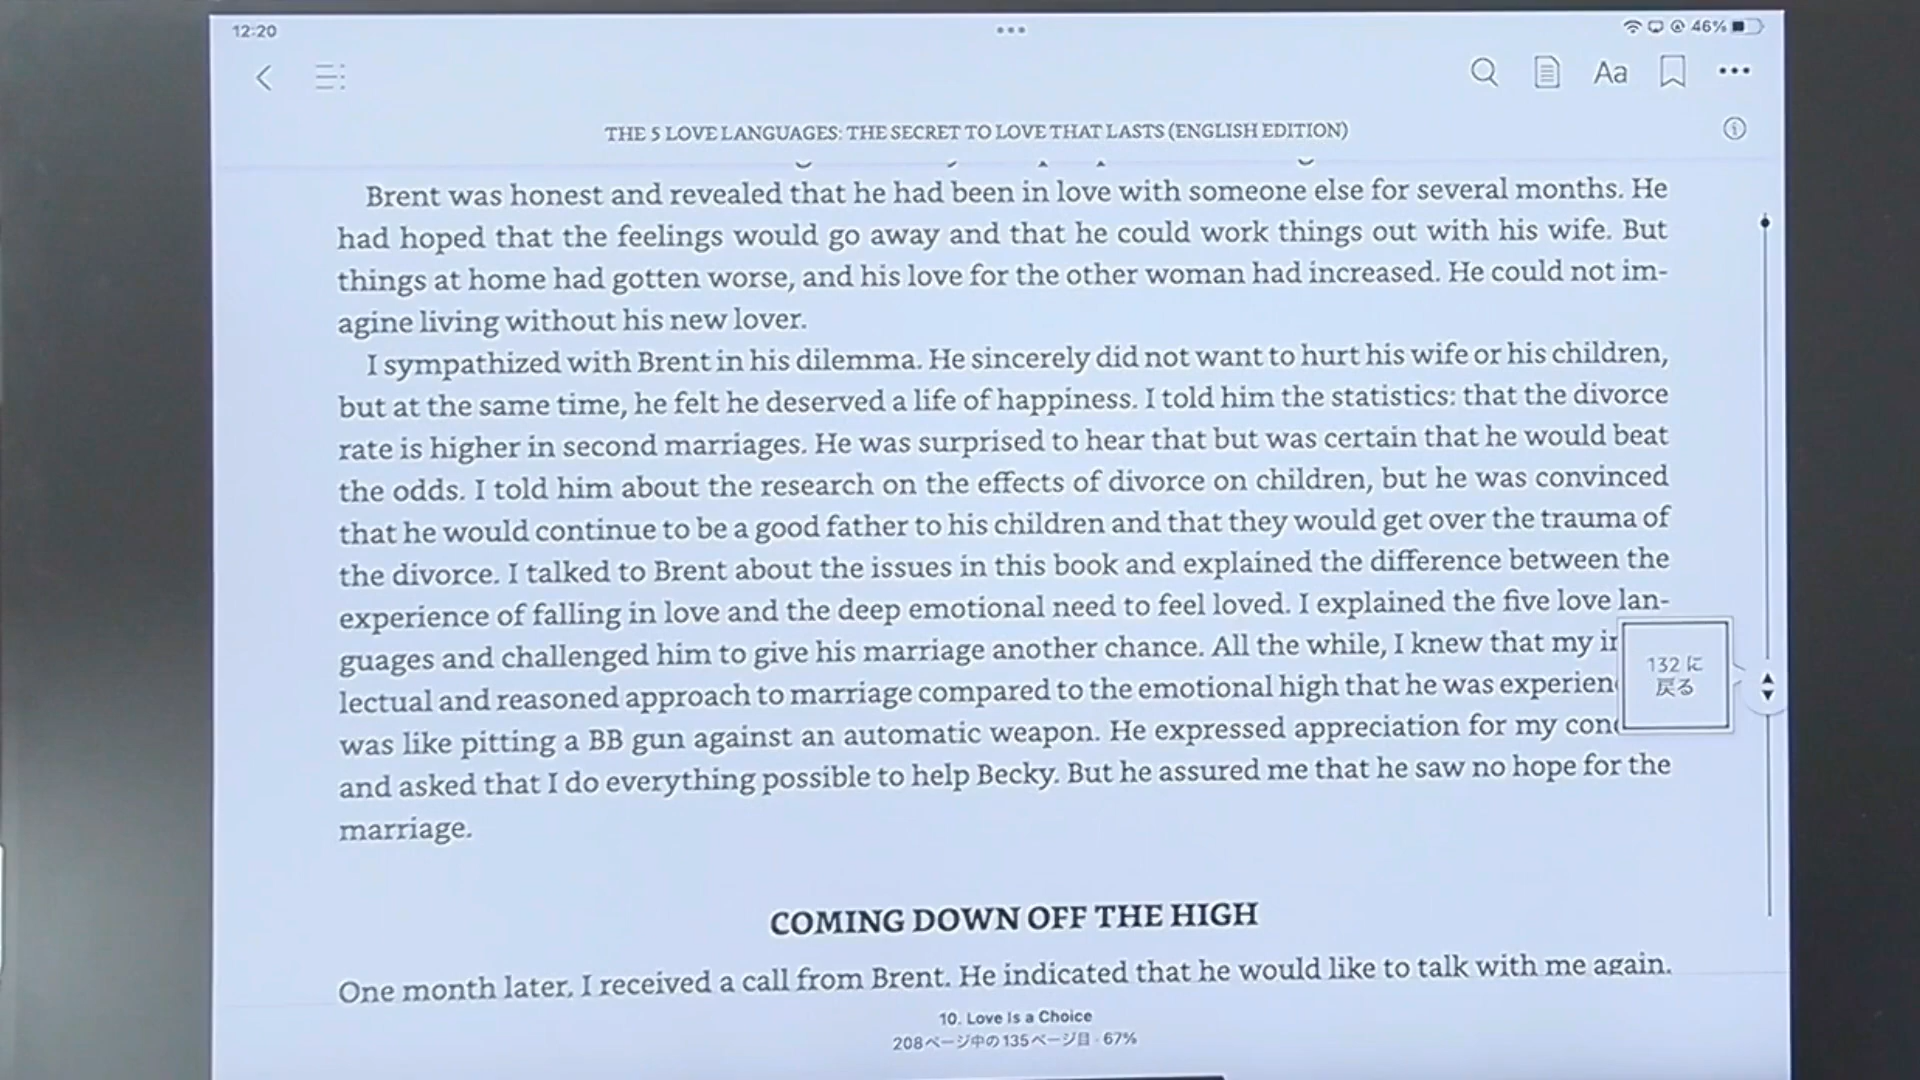 12:20
46%
Aa
THE 5 LOVE LANGUAGES: THE SECRET TO LOVE THAT LASTS (ENGLISH EDITION)
Brent was honest and revealed that he had been in love with someone else for several months. He
had hoped that the feelings would go away and that he could work things out with his wife. But
things at home had gotten worse, and his love for the other woman had increased. He could not im-
agine living without his new lover.
I sympathized with Brent in his dilemma. He sincerely did not want to hurt his wife or his children,
but at the same time, he felt he deserved a life of happiness. I told him the statistics: that the divorce
rate is higher in second marriages. He was surprised to hear that but was certain that he would beat
the odds. I told him about the research on the effects of divorce on children, but he was convinced
that he would continue to be a good father to his children and that they would get over the trauma of
the divorce. I talked to Brent about the issues in this book and explained the difference between the
experience of falling in love and the deep emotional need to feel loved. I explained the five love lan-
guages and challenged him to give his marriage another chance. All the while, I knew that my
lectual and reasoned approach to marriage compared to the emotional high that he was
was like pitting a BB gun against an automatic weapon. He expressed appreciation for my
and asked that I do everything possible to help Becky. But he assured me that he saw no hope for the
marriage.
132 に
戻る
COMING DOWN OFF THE HIGH
One month later, I received a call from Brent. He indicated that he would like to talk with me again.
10. Love Is a Choice
208ページ中の135ページ目 · 67%